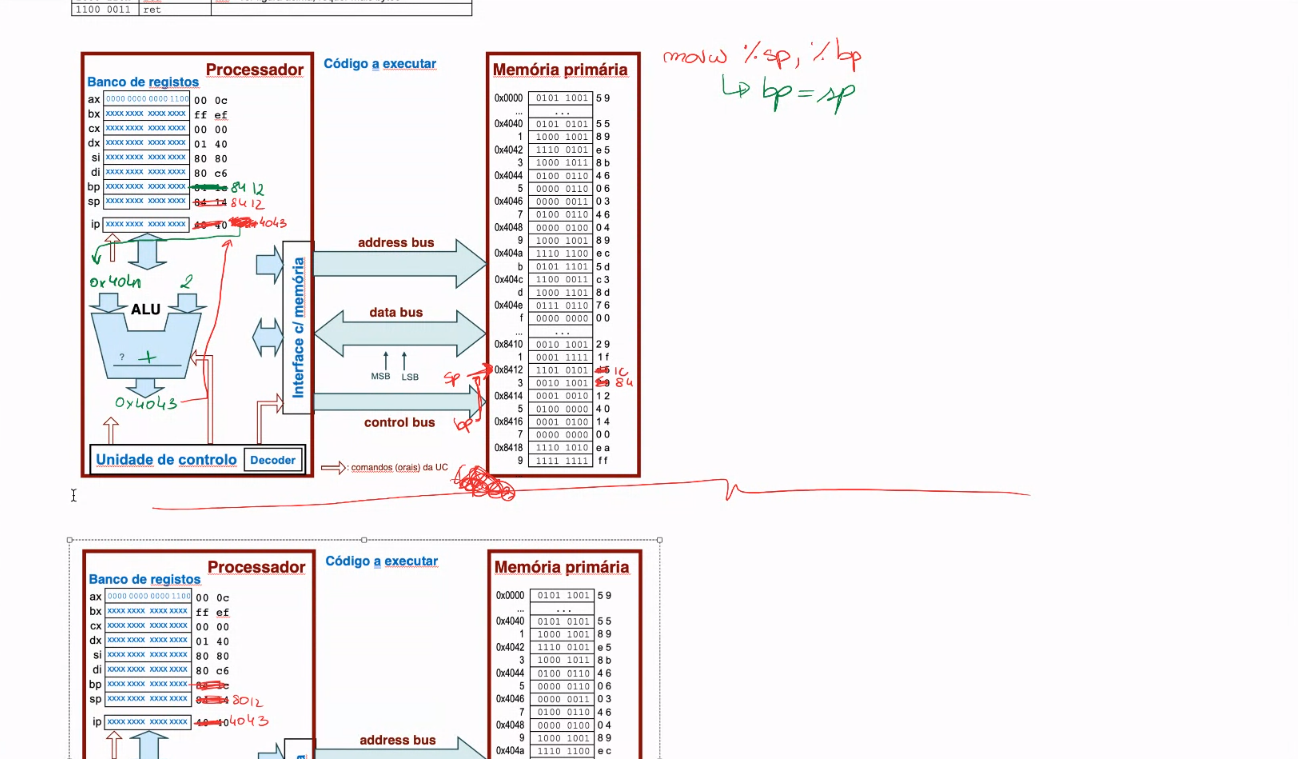 1100 0011 ret
Processador
Código a executar
Memória primária
movw %sp, %bp
↳ bp = sp
Banco de registos
ax 0000 0000 0000 1100 00 0c
bx XXXX XXXX XXXX XXXX ff ef
cx XXXX XXXX XXXX XXXX 00 00
dx XXXX XXXX XXXX XXXX 01 40
si XXXX XXXX XXXX XXXX 80 80
di XXXX XXXX XXXX XXXX 80 c6
bp XXXX XXXX XXXX XXXX 84 12
sp XXXX XXXX XXXX XXXX 84 14 84 12
ip XXXX XXXX XXXX XXXX 40 40 4043
0x4041 2
ALU
? +
0x4043
Unidade de controlo
Decoder
Interface c/ memória
address bus
data bus
MSB LSB
control bus
: comandos (orais) da UC
0x0000 0101 1001 59
... ...
0x4040 0101 0101 55
1 1000 1001 89
0x4042 1110 0101 e5
3 1000 1011 8b
0x4044 0100 0110 46
5 0000 0110 06
0x4046 0000 0011 03
7 0100 0110 46
0x4048 0000 0100 04
9 1000 1001 89
0x404a 1110 1100 ec
b 0101 1101 5d
0x404c 1100 0011 c3
d 1000 1101 8d
0x404e 0111 0110 76
f 0000 0000 00
... ...
0x8410 0010 1001 29
1 0001 1111 1f
sp 0x8412 1101 0101 1c
3 0010 1001 84
0x8414 0001 0010 12
5 0100 0000 40
bp 0x8416 0001 0100 14
7 0000 0000 00
0x8418 1110 1010 ea
9 1111 1111 ff
Processador
Código a executar
Memória primária
Banco de registos
ax 0000 0000 0000 1100 00 0c
bx XXXX XXXX XXXX XXXX ff ef
cx XXXX XXXX XXXX XXXX 00 00
dx XXXX XXXX XXXX XXXX 01 40
si XXXX XXXX XXXX XXXX 80 80
di XXXX XXXX XXXX XXXX 80 c6
bp XXXX XXXX XXXX XXXX
sp XXXX XXXX XXXX XXXX 8012
ip XXXX XXXX XXXX XXXX 40 40 4043
address bus
0x0000 0101 1001 59
... ...
0x4040 0101 0101 55
1 1000 1001 89
0x4042 1110 0101 e5
3 1000 1011 8b
0x4044 0100 0110 46
5 0000 0110 06
0x4046 0000 0011 03
7 0100 0110 46
0x4048 0000 0100 04
9 1000 1001 89
0x404a 1110 1100 ec